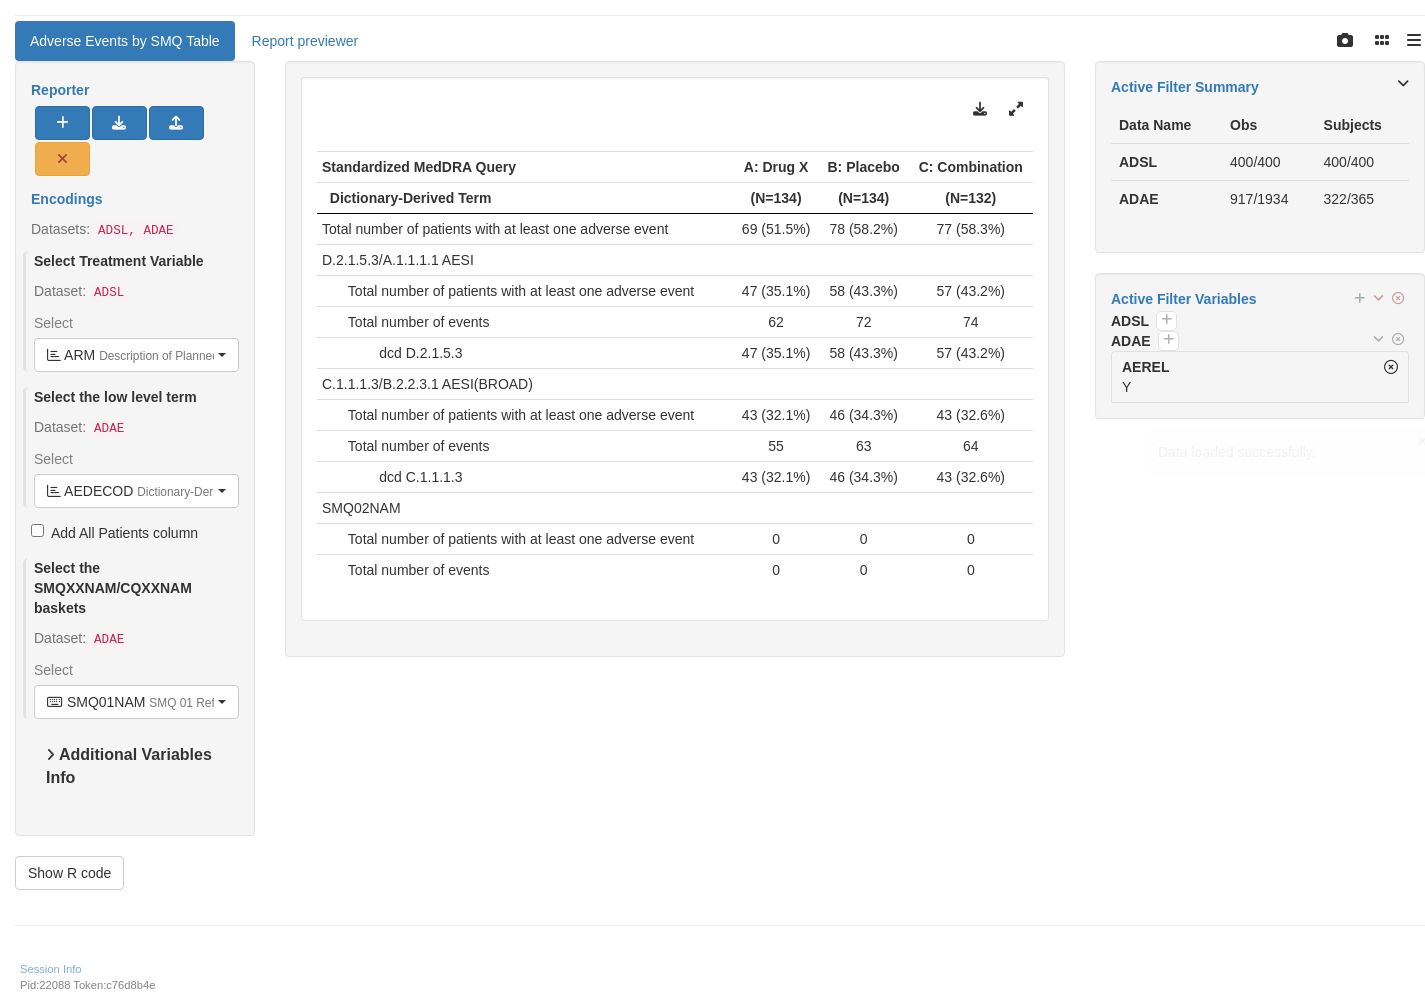 Adverse Events by SMQ Table
Report previewer
Reporter
Encodings
Datasets: ADSL, ADAE
Select Treatment Variable
Dataset: ADSL
Select
ARM Description of Planned
Select the low level term
Dataset: ADAE
Select
AEDECOD Dictionary-Der
Add All Patients column
Select the
SMQXXNAM/CQXXNAM
baskets
Dataset: ADAE
Select
SMQ01NAM SMQ 01 Ref
Additional Variables
Info
Show R code
Standardized MedDRA Query A: Drug X B: Placebo C: Combination
Dictionary-Derived Term (N=134) (N=134) (N=132)
Total number of patients with at least one adverse event 69 (51.5%) 78 (58.2%) 77 (58.3%)
D.2.1.5.3/A.1.1.1.1 AESI
Total number of patients with at least one adverse event 47 (35.1%) 58 (43.3%) 57 (43.2%)
Total number of events 62 72 74
dcd D.2.1.5.3 47 (35.1%) 58 (43.3%) 57 (43.2%)
C.1.1.1.3/B.2.2.3.1 AESI(BROAD)
Total number of patients with at least one adverse event 43 (32.1%) 46 (34.3%) 43 (32.6%)
Total number of events 55 63 64
dcd C.1.1.1.3 43 (32.1%) 46 (34.3%) 43 (32.6%)
SMQ02NAM
Total number of patients with at least one adverse event 0 0 0
Total number of events 0 0 0
Active Filter Summary
Data Name Obs Subjects
ADSL 400/400 400/400
ADAE 917/1934 322/365
Active Filter Variables
ADSL
ADAE
AEREL
Y
Data loaded successfully.
Session Info
Pid:22088 Token:c76d8b4e